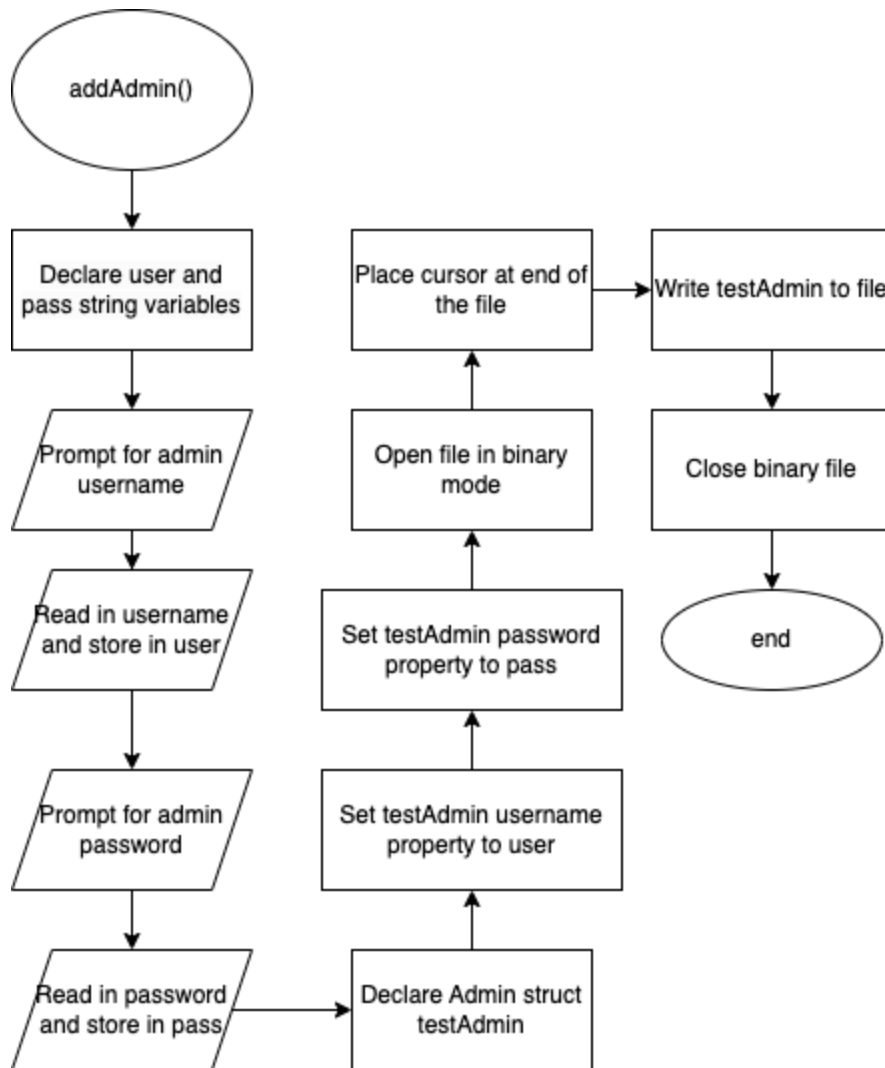 addAdmin()
Declare user and
pass string variables
Prompt for admin
username
Read in username
and store in user
Prompt for admin
password
Read in password
and store in pass
Declare Admin struct
testAdmin
Set testAdmin username
property to user
Set testAdmin password
property to pass
Open file in binary
mode
Place cursor at end of
the file
Write testAdmin to file
Close binary file
end